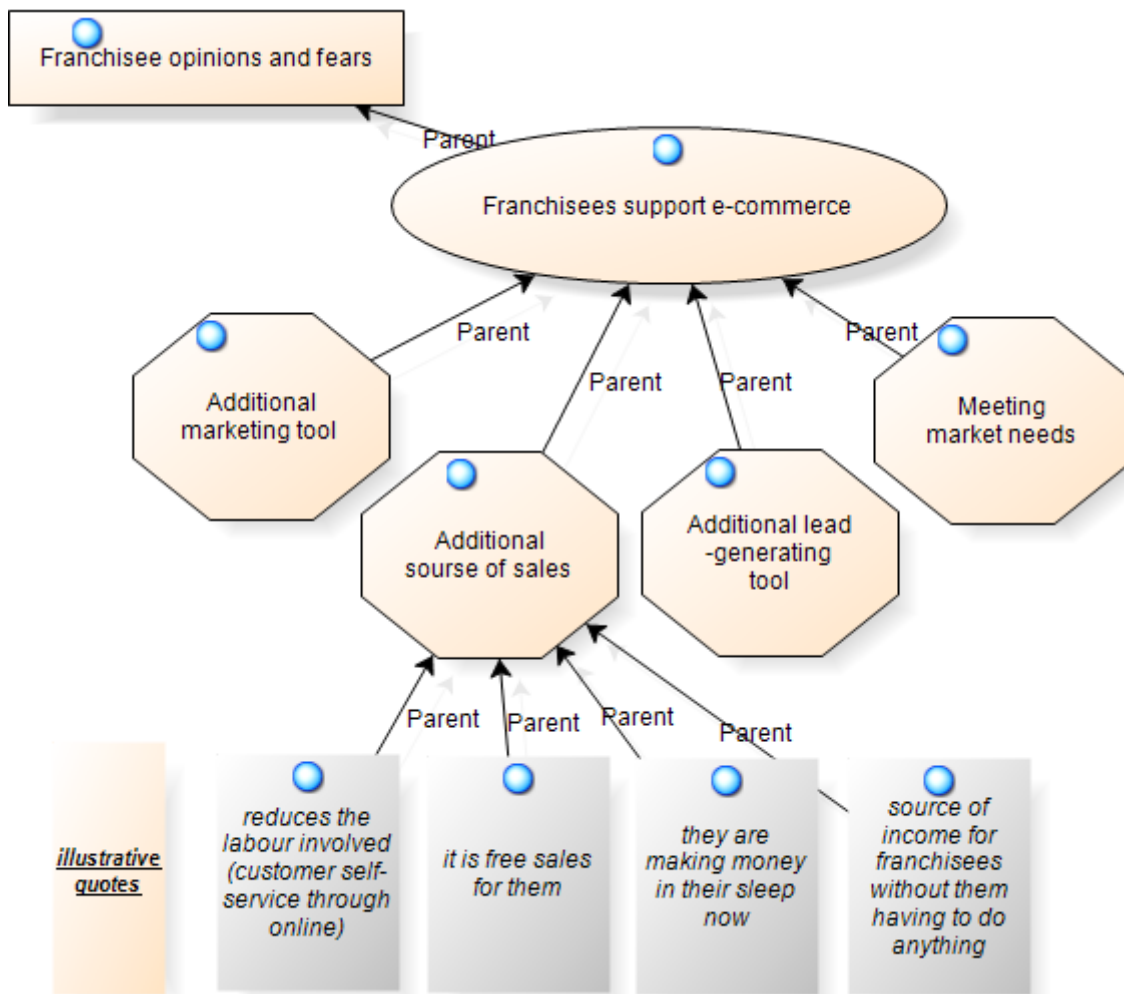 Franchisee opinions and fears
Parent
Franchisees support e-commerce
Parent
Parent
Parent
Parent
Additional
marketing tool
Meeting
market needs
Additional
sourse of sales
Additional lead
-generating
tool
Parent
Parent
Parent
Parent
illustrative
quotes
reduces the
labour involved
(customer self-
service through
online)
it is free sales
for them
they are
making money
in their sleep
now
source of
income for
franchisees
without them
having to do
anything